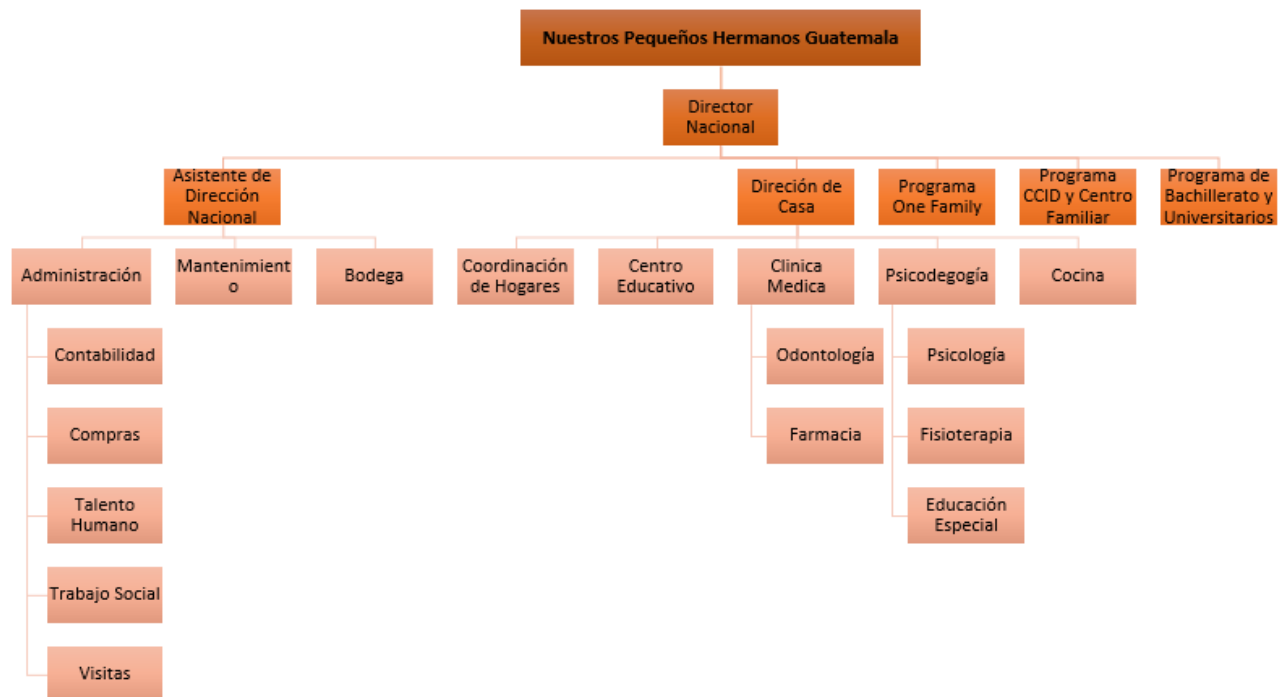 Nuestros Pequeños Hermanos Guatemala
Director
Nacional
Asistente de
Dirección
Nacional
Direción de
Casa
Programa
One Family
Programa
CCID y Centro
Familiar
Programa de
Bachillerato y
Universitarios
Administración
Mantenimient
o
Bodega
Coordinación
de Hogares
Centro
Educativo
Clinica
Medica
Psicodegogía
Cocina
Contabilidad
Compras
Talento
Humano
Trabajo Social
Visitas
Odontología
Farmacia
Psicología
Fisioterapia
Educación
Especial